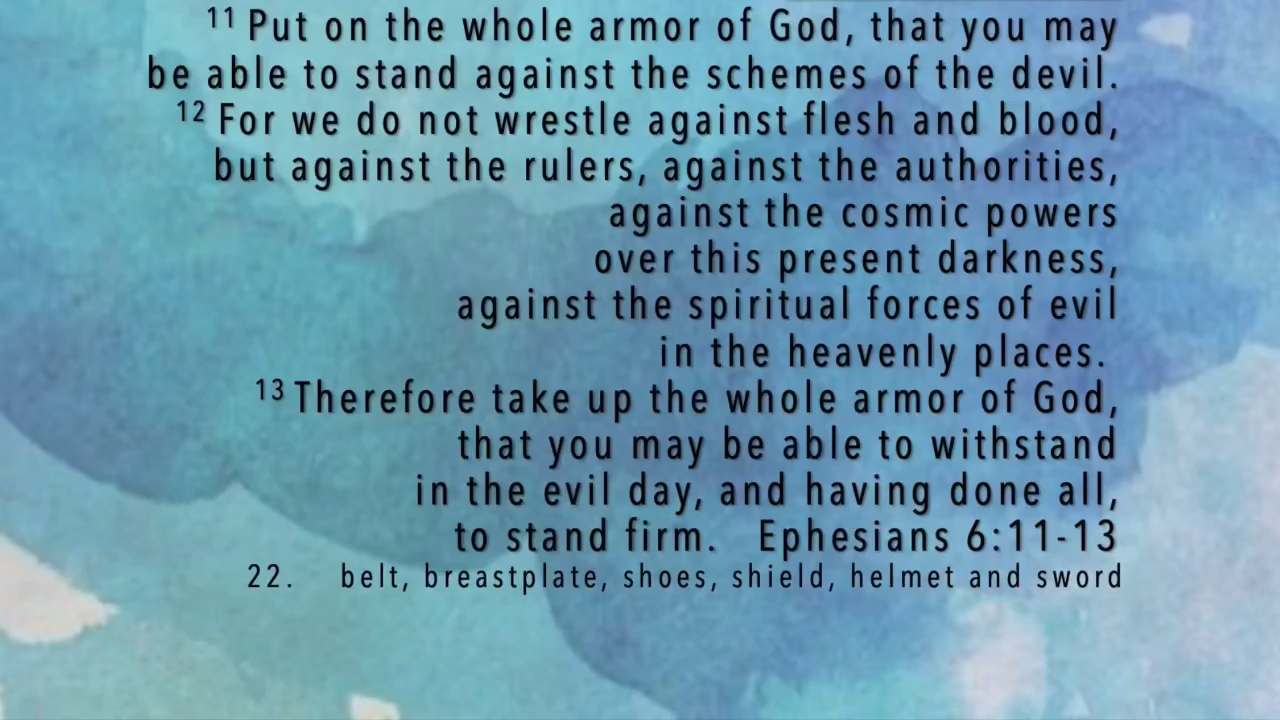 11 Put on the whole armor of God, that you may
be able to stand against the schemes of the devil.
12 For we do not wrestle against flesh and blood,
but against the rulers, against the authorities,
against the cosmic powers
over this present darkness,
against the spiritual forces of evil
in the heavenly places.
13 Therefore take up the whole armor of God,
that you may be able to withstand
in the evil day, and having done all,
to stand firm. Ephesians 6:11-13
22. belt, breastplate, shoes, shield, helmet and sword